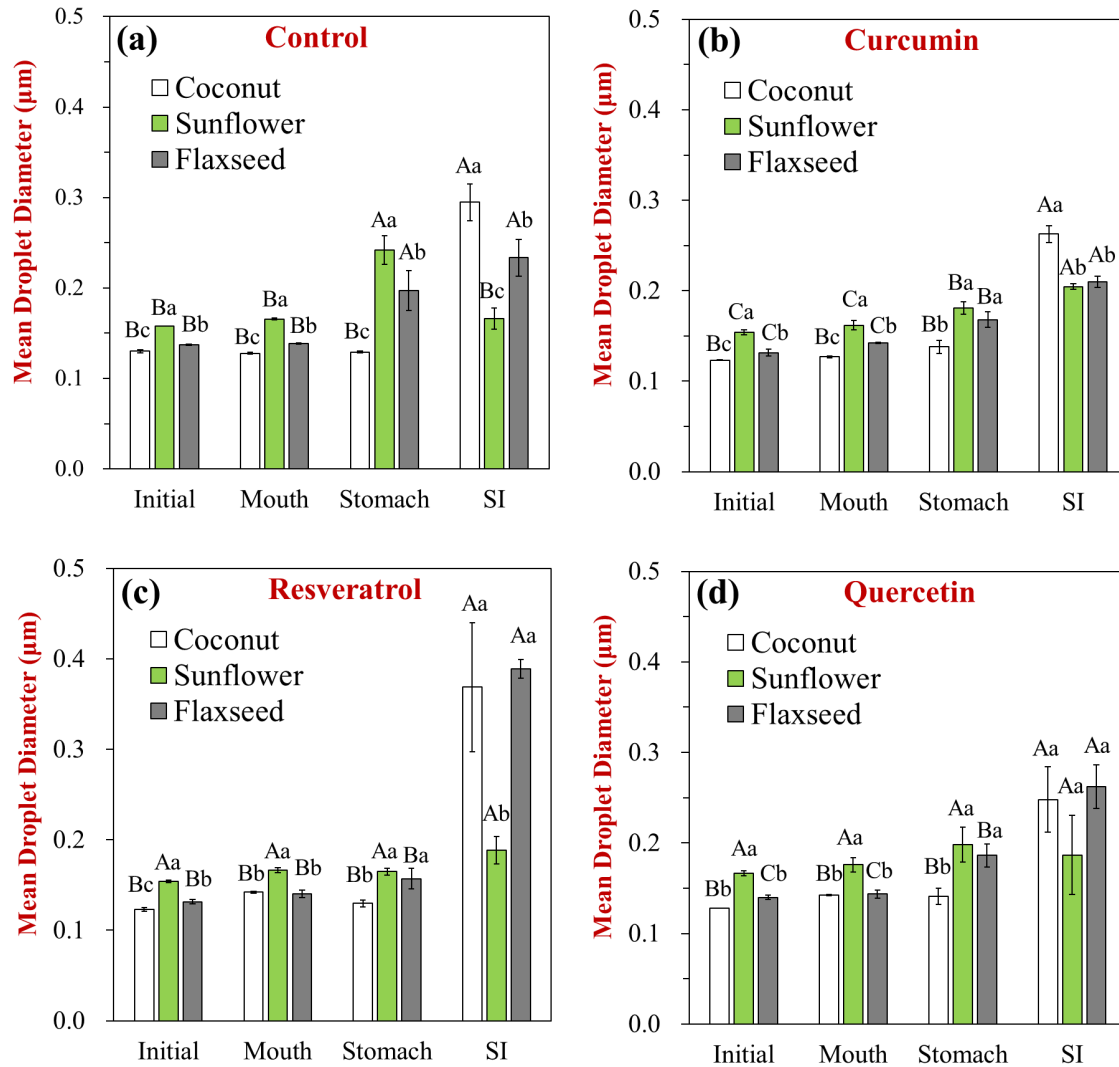 (a) Control
Mean Droplet Diameter (μm)
0.5
0.4
0.3
0.2
0.1
0.0
Coconut
Sunflower
Flaxseed
Bc Ba Bb
Bc Ba Bb
Bc Aa Ab
Aa Bc Ab
Initial Mouth Stomach SI
(b) Curcumin
Mean Droplet Diameter (μm)
0.5
0.4
0.3
0.2
0.1
0.0
Coconut
Sunflower
Flaxseed
Bc Ca Cb
Bc Ca Cb
Bb Ba Ba
Aa Ab Ab
Initial Mouth Stomach SI
(c) Resveratrol
Mean Droplet Diameter (μm)
0.5
0.4
0.3
0.2
0.1
0.0
Coconut
Sunflower
Flaxseed
Bc Aa Bb
Bb Aa Bb
Bb Aa Ba
Aa Ab Aa
Initial Mouth Stomach SI
(d) Quercetin
Mean Droplet Diameter (μm)
0.5
0.4
0.3
0.2
0.1
0.0
Coconut
Sunflower
Flaxseed
Bb Aa Cb
Bb Aa Cb
Bb Aa Ba
Aa Aa Aa
Initial Mouth Stomach SI